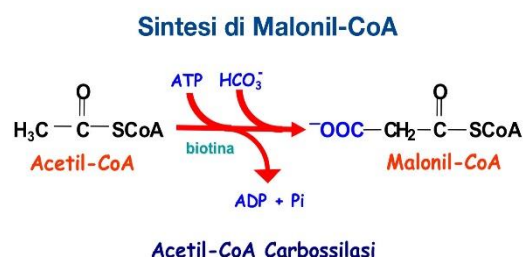 Sintesi di Malonil-CoA
ATP HCO₃⁻
O
H₃C — C — SCoA
biotina
Acetil-CoA
O
⁻OOC—CH₂—C—SCoA
Malonil-CoA
ADP + Pi
Acetil-CoA Carbossilasi